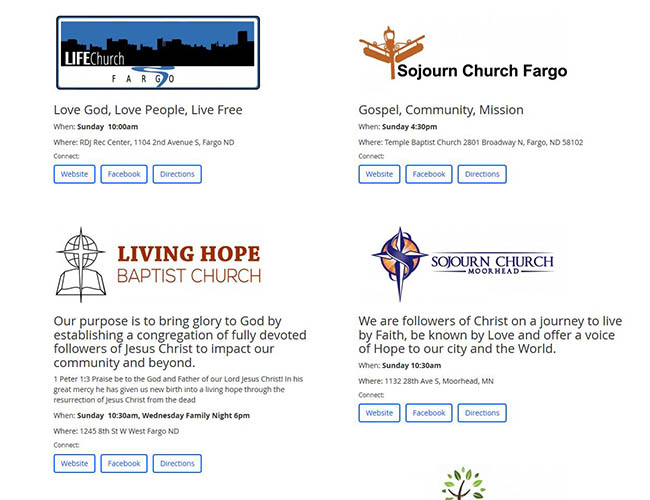 LIFEChurch
FARGO
Love God, Love People, Live Free
When: Sunday 10:00am
Where: RDJ Rec Center, 1104 2nd Avenue S, Fargo ND
Connect:
Website Facebook Directions
Sojourn Church Fargo
Gospel, Community, Mission
When: Sunday 4:30pm
Where: Temple Baptist Church 2801 Broadway N, Fargo, ND 58102
Connect:
Website Facebook Directions
LIVING HOPE
BAPTIST CHURCH
Our purpose is to bring glory to God by
establishing a congregation of fully devoted
followers of Jesus Christ to impact our
community and beyond.
1 Peter 1:3 Praise be to the God and Father of our Lord Jesus Christ! In his
great mercy he has given us new birth into a living hope through the
resurrection of Jesus Christ from the dead
When: Sunday 10:30am, Wednesday Family Night 6pm
Where: 1245 8th St W West Fargo ND
Connect:
Website Facebook Directions
SOJOURN CHURCH
MOORHEAD
We are followers of Christ on a journey to live
by Faith, be known by Love and offer a voice
of Hope to our city and the World.
When: Sunday 10:30am
Where: 1132 28th Ave S, Moorhead, MN
Connect:
Website Facebook Directions